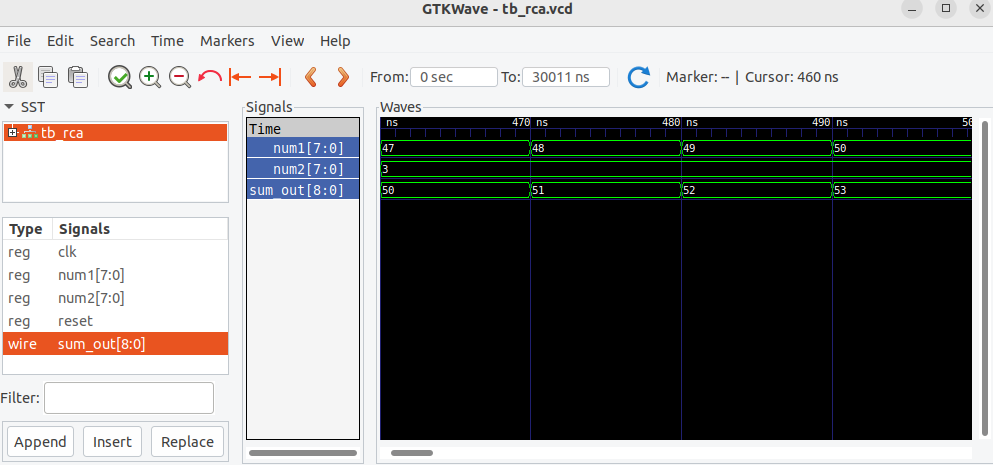 GTKWave - tb_rca.vcd
File Edit Search Time Markers View Help
From: 0 sec To: 30011 ns Marker: -- | Cursor: 460 ns
SST
tb_rca
Type Signals
reg clk
reg num1[7:0]
reg num2[7:0]
reg reset
wire sum_out[8:0]
Filter:
Append Insert Replace
Signals
Time
num1[7:0]
num2[7:0]
sum_out[8:0]
Waves
ns 470 ns 480 ns 490 ns 50
47 48 49 50
3
50 51 52 53